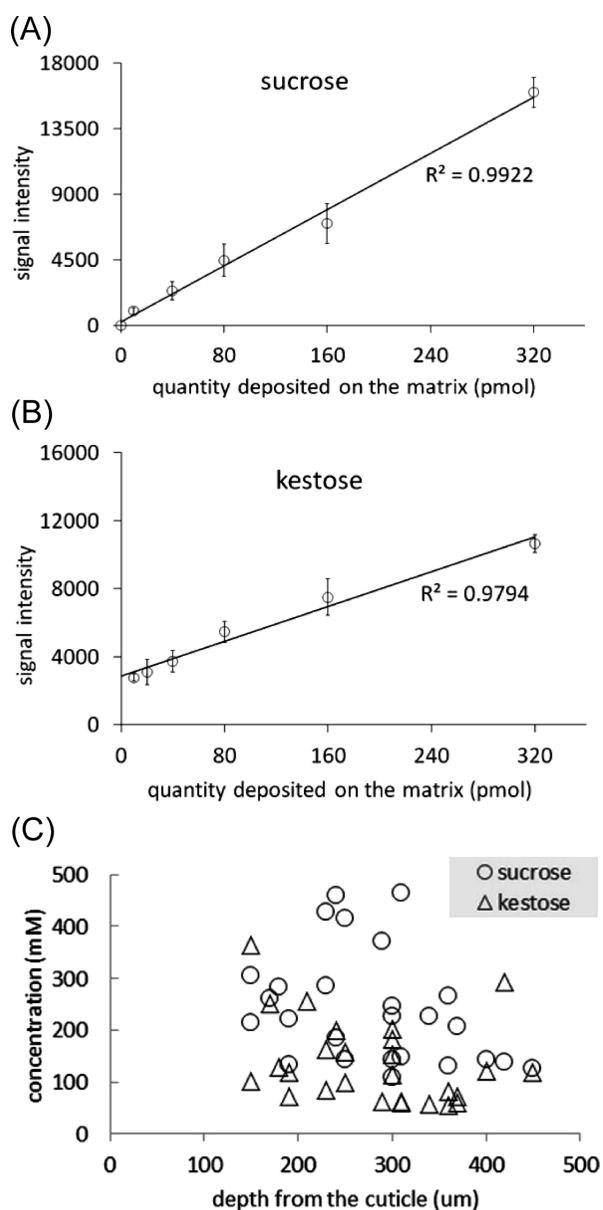 (A)
sucrose
signal intensity
18000
13500
9000
4500
0
R² = 0.9922
0 80 160 240 320
quantity deposited on the matrix (pmol)
(B)
kestose
signal intensity
16000
12000
8000
4000
0
R² = 0.9794
0 80 160 240 320
quantity deposited on the matrix (pmol)
(C)
sucrose
kestose
concentration (mM)
500
400
300
200
100
0
0 100 200 300 400 500
depth from the cuticle (um)